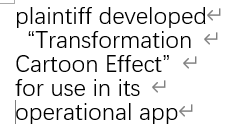 plaintiff developed
“Transformation
Cartoon Effect”
for use in its
operational app